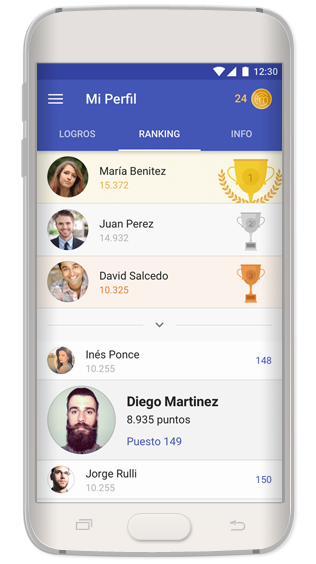 12:30
Mi Perfil
24
LOGROS RANKING INFO
María Benitez
15.372
1
Juan Perez
14.932
2
David Salcedo
10.325
3
Inés Ponce
10.255
148
Diego Martinez
8.935 puntos
Puesto 149
Jorge Rulli
10.255
150